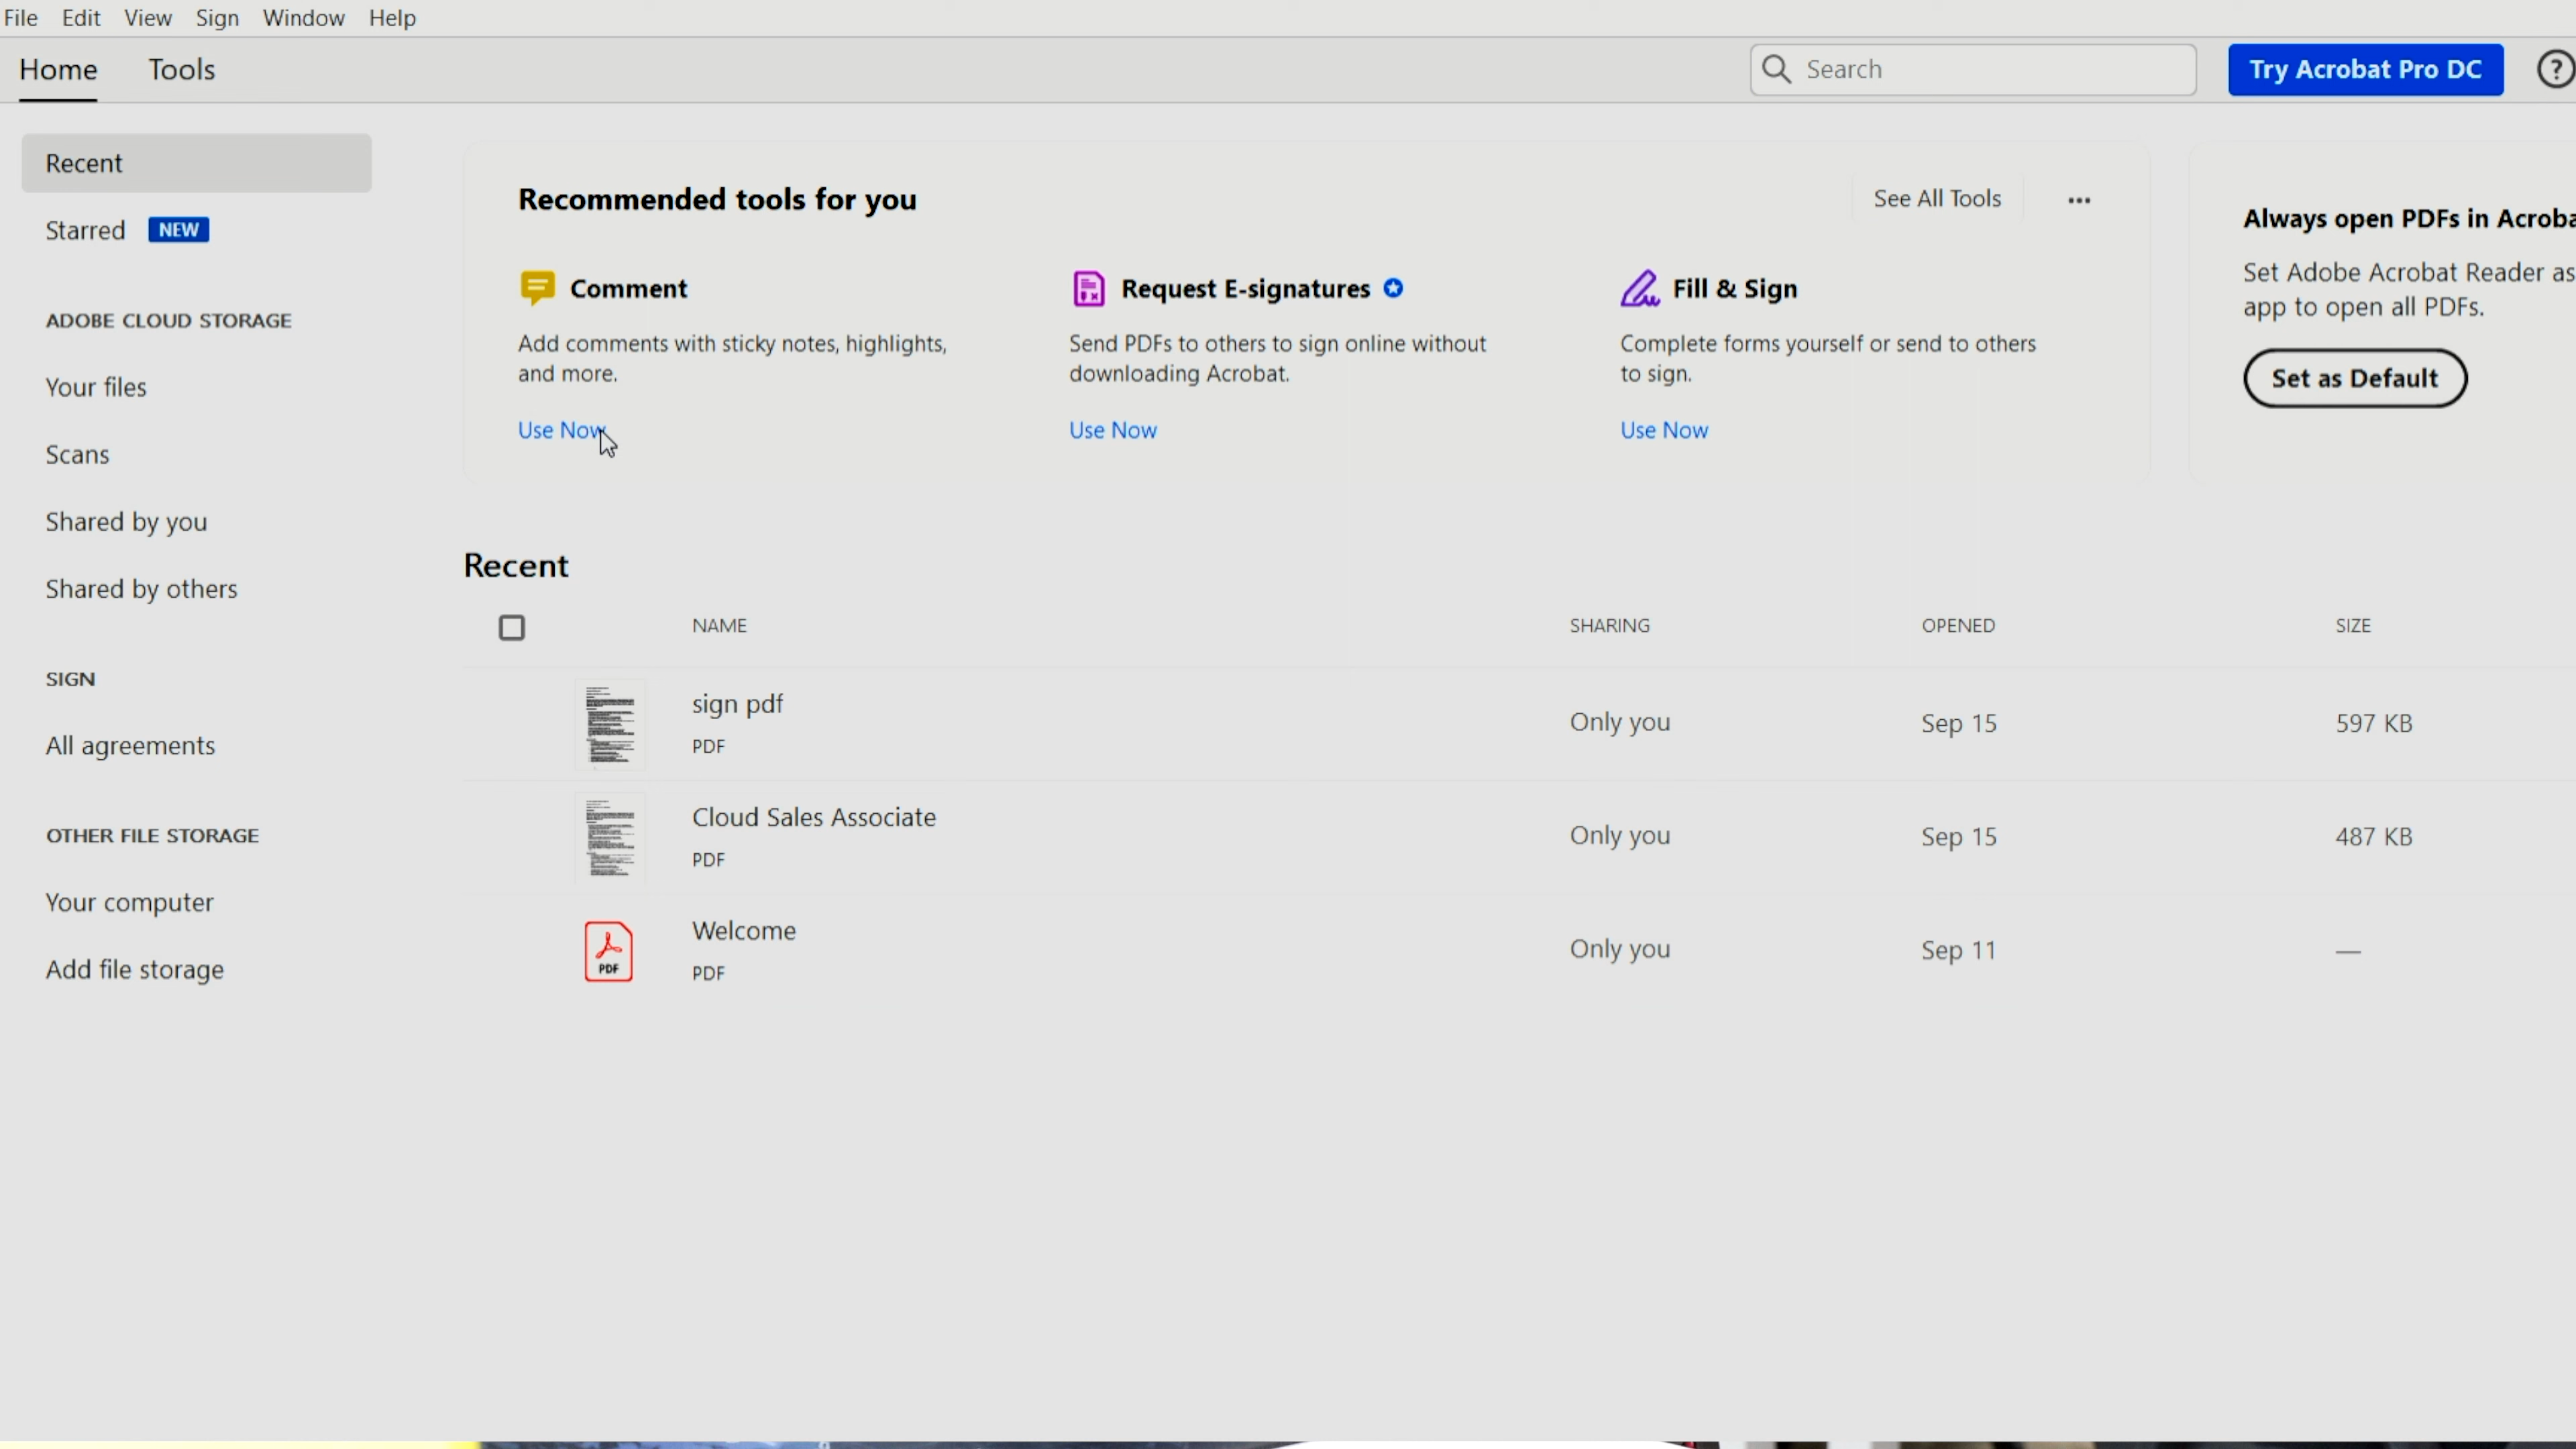 File Edit View Sign Window Help
Home Tools Search Try Acrobat Pro DC ?
Recent
Starred NEW
ADOBE CLOUD STORAGE
Your files
Scans
Shared by you
Shared by others
SIGN
All agreements
OTHER FILE STORAGE
Your computer
Add file storage
Recommended tools for you See All Tools ...
Comment
Add comments with sticky notes, highlights,
and more.
Use Now
Request E-signatures
Send PDFs to others to sign online without
downloading Acrobat.
Use Now
Fill & Sign
Complete forms yourself or send to others
to sign.
Use Now
Always open PDFs in Acroba
Set Adobe Acrobat Reader as
app to open all PDFs.
Set as Default
Recent
NAME SHARING OPENED SIZE
sign pdf
PDF
Only you Sep 15 597 KB
Cloud Sales Associate
PDF
Only you Sep 15 487 KB
PDF
Welcome
PDF
Only you Sep 11 —